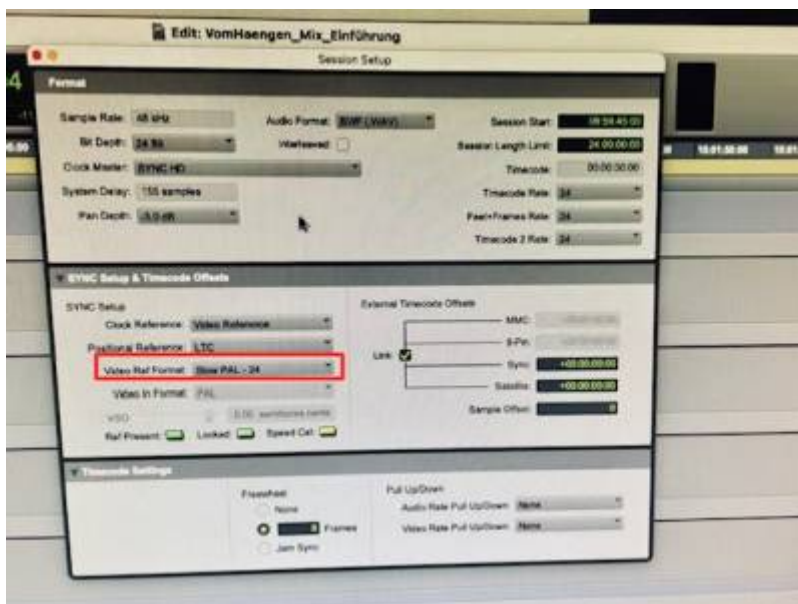 Edit: VomHaengen_Mix_Einführung
Session Setup
4
Format
Sample Rate: 48 kHz
Audio Format: BWF (.WAV)
Session Start:
Bit Depth: 24 Bit
Interleaved:
Session Length Limit: 24:00:00:00
Clock Master: SYNC HD
Timecode: 00:00:30:00
System Delay: 155 samples
Timecode Rate: 24
Pan Depth: -3.0 dB
Feet+Frames Rate: 24
Timecode 2 Rate: 24
SYNC Setup & Timecode Offsets
SYNC Setup
External Timecode Offsets
Clock Reference: Video Reference
MMC:
Positional Reference: LTC
9-Pin:
Video Ref Format: Slow PAL - 24
Link:
Sync: +00:00:00:00
Video In Format: PAL
Satellite: +00:00:00:00
VSO 0.00
Sample Offset: 0
Ref Present: Locked: Speed Cal:
Timecode Settings
Freewheel
Pull Up/Down
None
Audio Rate Pull Up/Down: None
Frames
Video Rate Pull Up/Down: None
Jam Sync